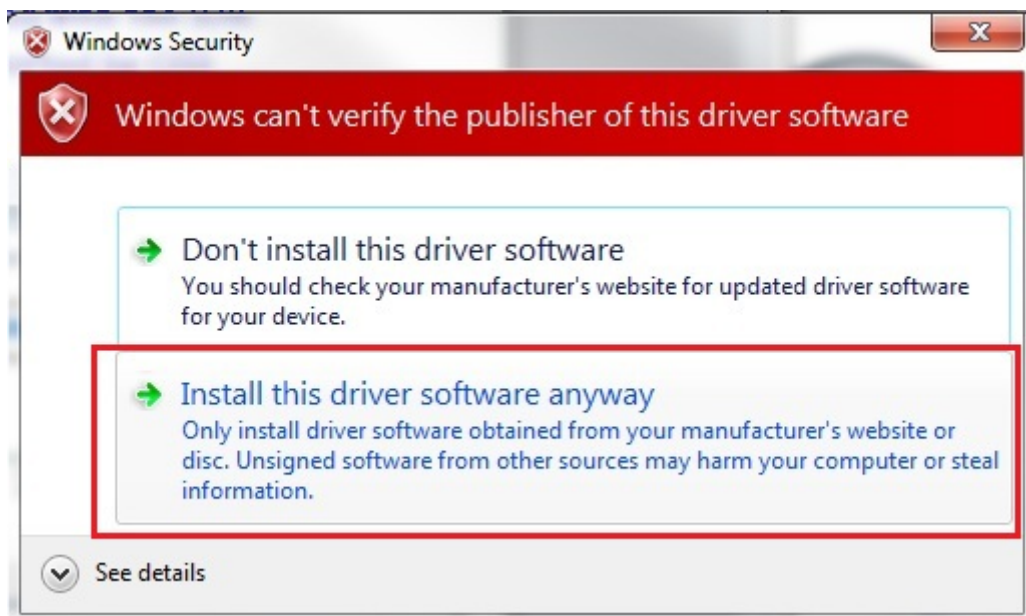 Windows Security
Windows can't verify the publisher of this driver software
Don't install this driver software
You should check your manufacturer's website for updated driver software
for your device.
Install this driver software anyway
Only install driver software obtained from your manufacturer's website or
disc. Unsigned software from other sources may harm your computer or steal
information.
See details